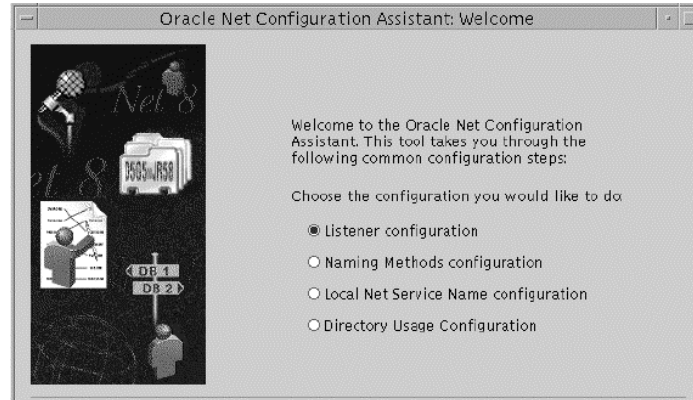 Oracle Net Configuration Assistant: Welcome
Net 8
Welcome to the Oracle Net Configuration
Assistant. This tool takes you through the
following common configuration steps:
Choose the configuration you would like to do:
Listener configuration
Naming Methods configuration
Local Net Service Name configuration
Directory Usage Configuration
DB 1
DB 2